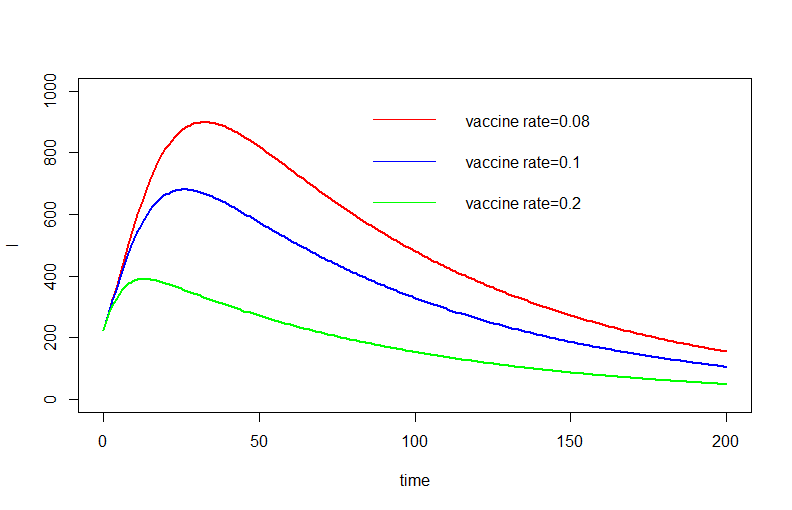 1000
800
600
400
200
0
I
vaccine rate=0.08
vaccine rate=0.1
vaccine rate=0.2
0 50 100 150 200
time